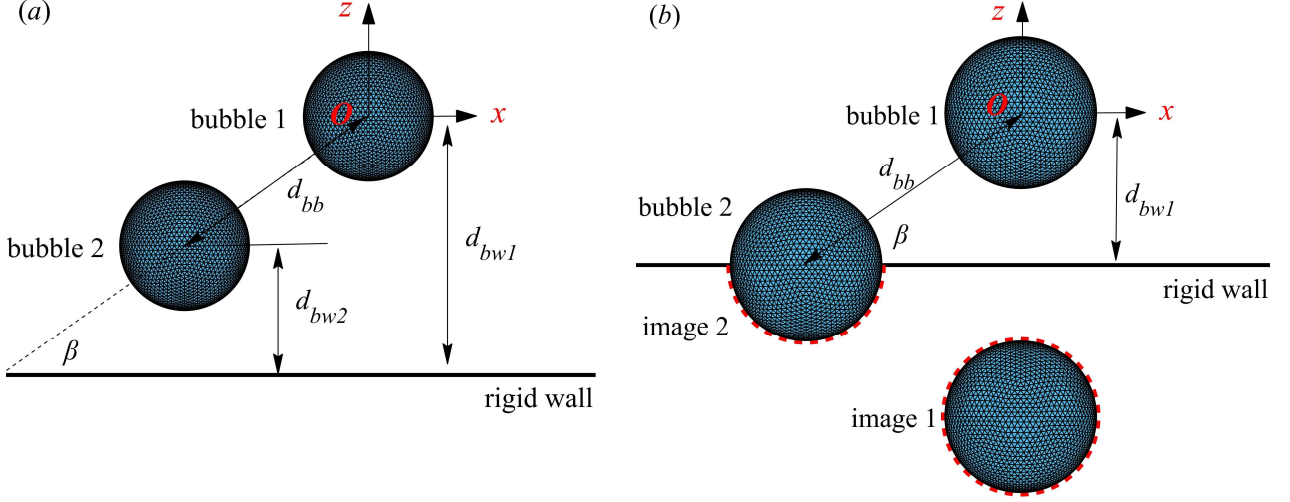 (a)
z
O
x
bubble 1
d_bb
bubble 2
d_bw1
d_bw2
β
rigid wall
(b)
z
O
x
bubble 1
d_bb
bubble 2
d_bw1
β
rigid wall
image 2
image 1